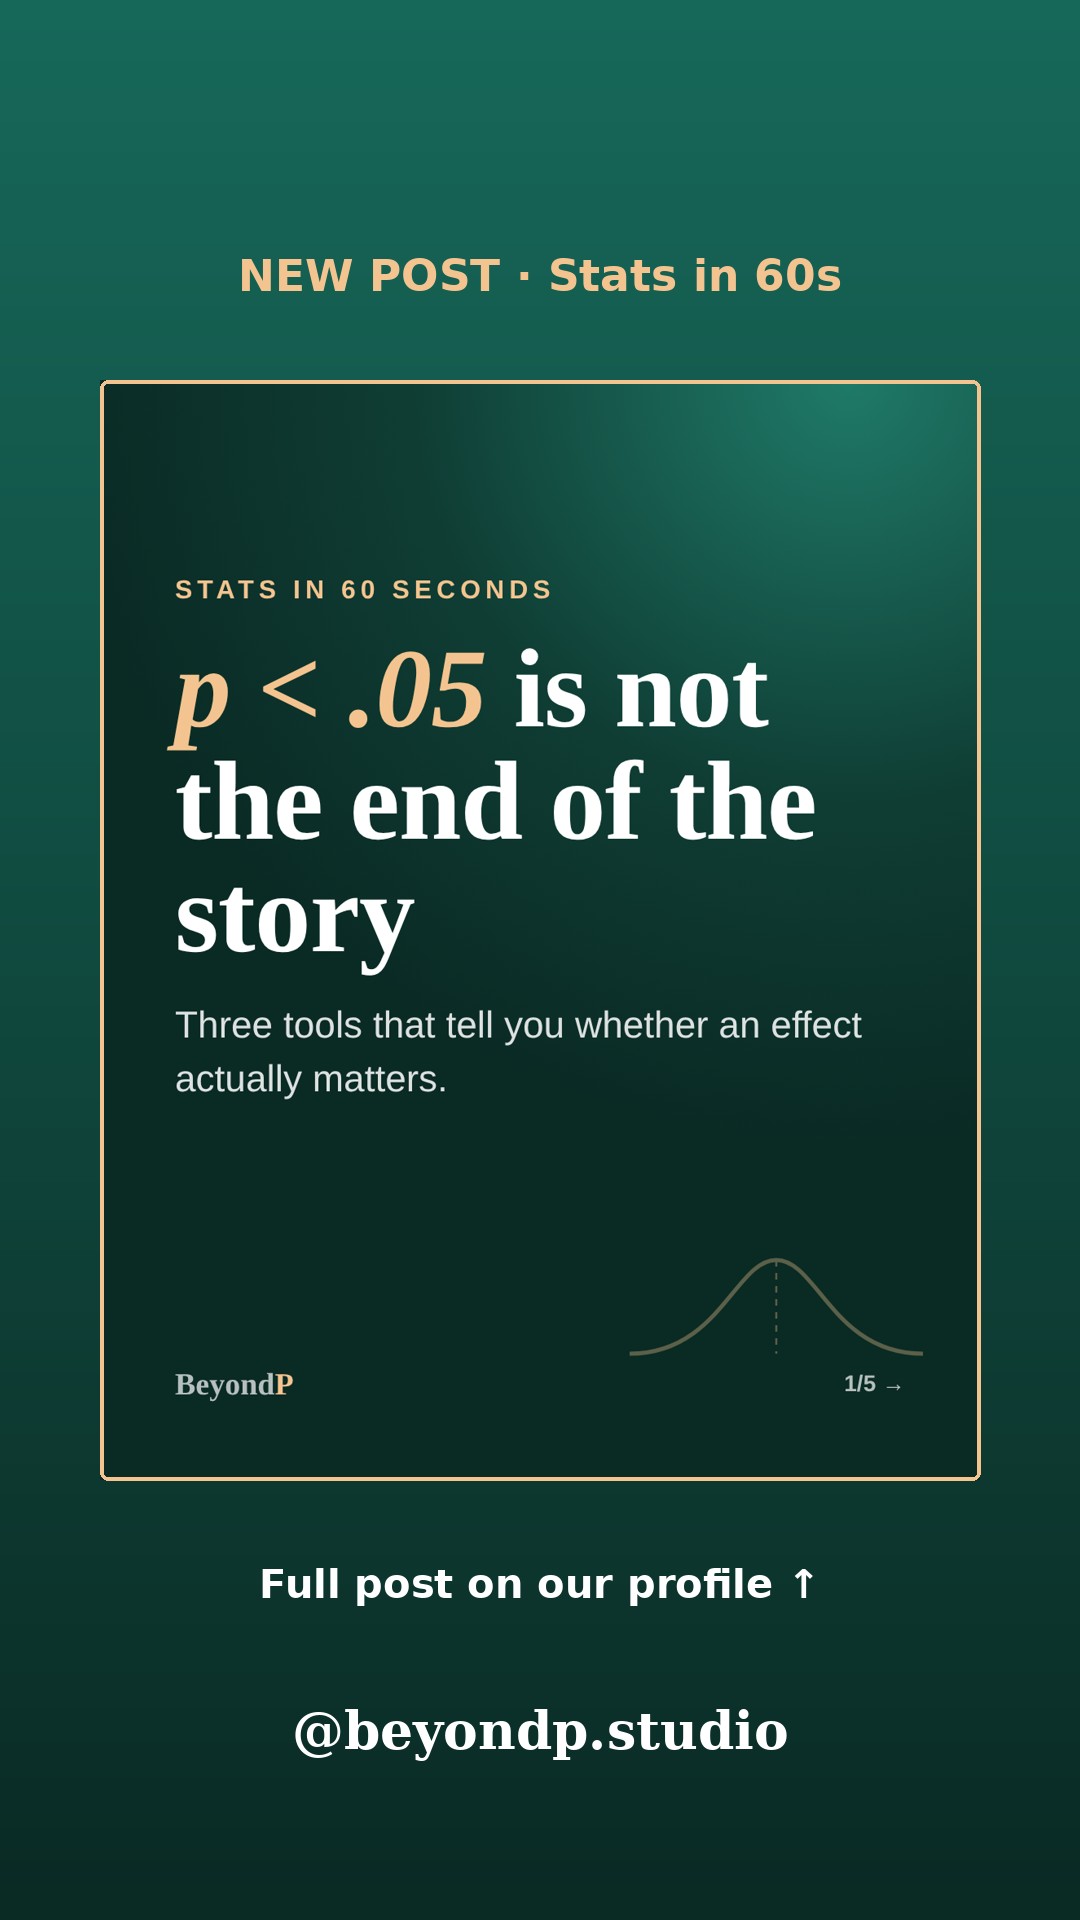 NEW POST · Stats in 60s
STATS IN 60 SECONDS
p < .05 is not
the end of the
story
Three tools that tell you whether an effect
actually matters.
BeyondP
1/5 →
Full post on our profile ↑
@beyondp.studio